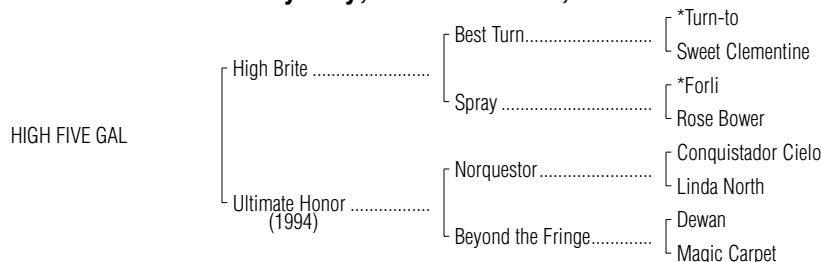 *Turn-to
Best Turn
Sweet Clementine
High Brite
*Forli
Spray
Rose Bower
HIGH FIVE GAL
Conquistador Cielo
Norquestor
Linda North
Ultimate Honor
(1994)
Dewan
Beyond the Fringe
Magic Carpet